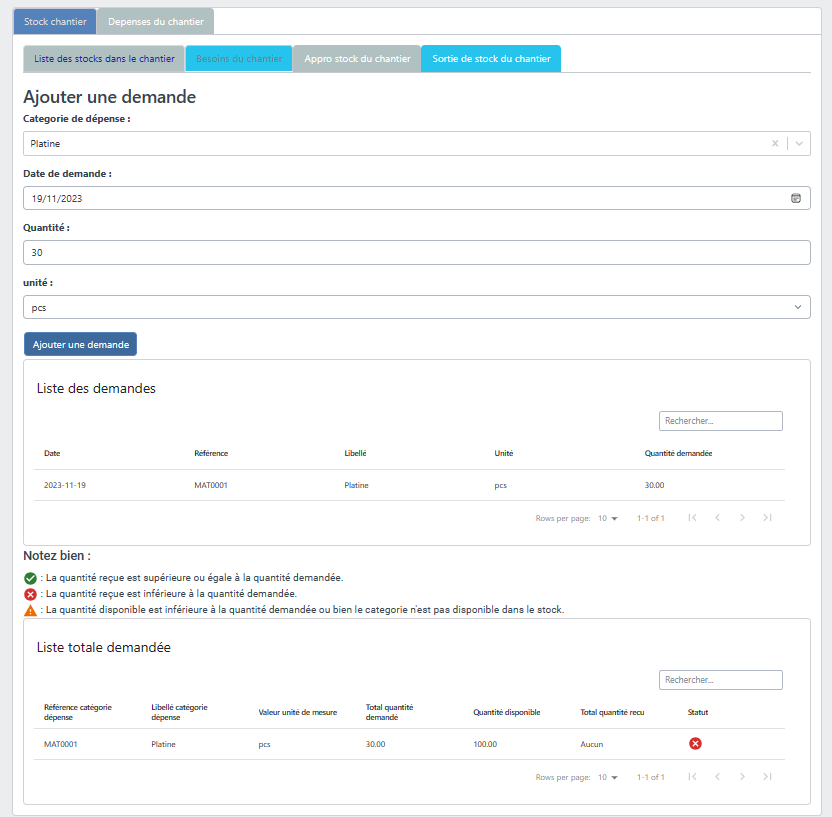 Stock chantier Depenses du chantier
Liste des stocks dans le chantier Besoins du chantier Appro stock du chantier Sortie de stock du chantier
Ajouter une demande
Categorie de dépense :
Platine
Date de demande :
19/11/2023
Quantité :
30
unité :
pcs
Ajouter une demande
Liste des demandes
Rechercher...
Date Référence Libellé Unité Quantité demandée
2023-11-19 MAT0001 Platine pcs 30.00
Rows per page: 10 1-1 of 1
Notez bien :
: La quantité reçue est supérieure ou égale à la quantité demandée.
: La quantité reçue est inférieure à la quantité demandée.
: La quantité disponible est inférieure à la quantité demandée ou bien le categorie n'est pas disponible dans le stock.
Liste totale demandée
Rechercher...
Référence catégorie dépense Libellé catégorie dépense Valeur unité de mesure Total quantité demandé Quantité disponible Total quantité recu Statut
MAT0001 Platine pcs 30.00 100.00 Aucun
Rows per page: 10 1-1 of 1